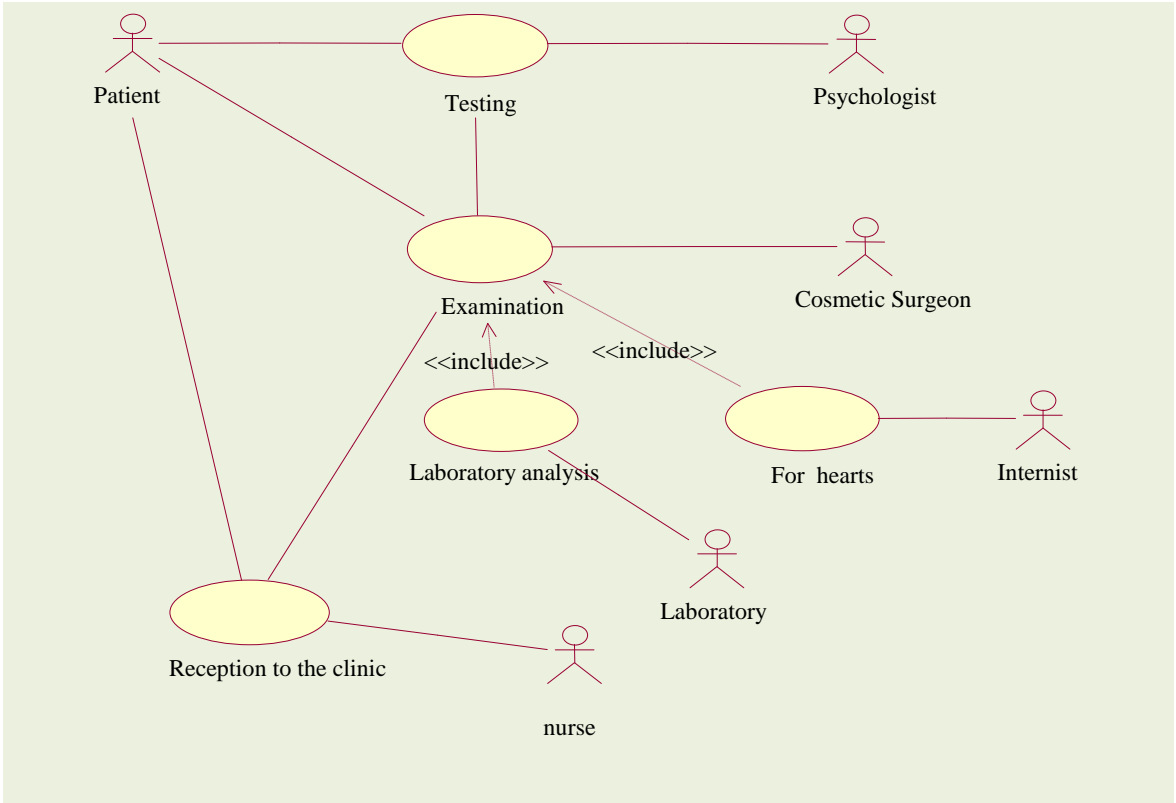 Patient
Testing
Psychologist
Cosmetic Surgeon
Examination
<<include>>
<<include>>
Laboratory analysis
For hearts
Internist
Laboratory
Reception to the clinic
nurse